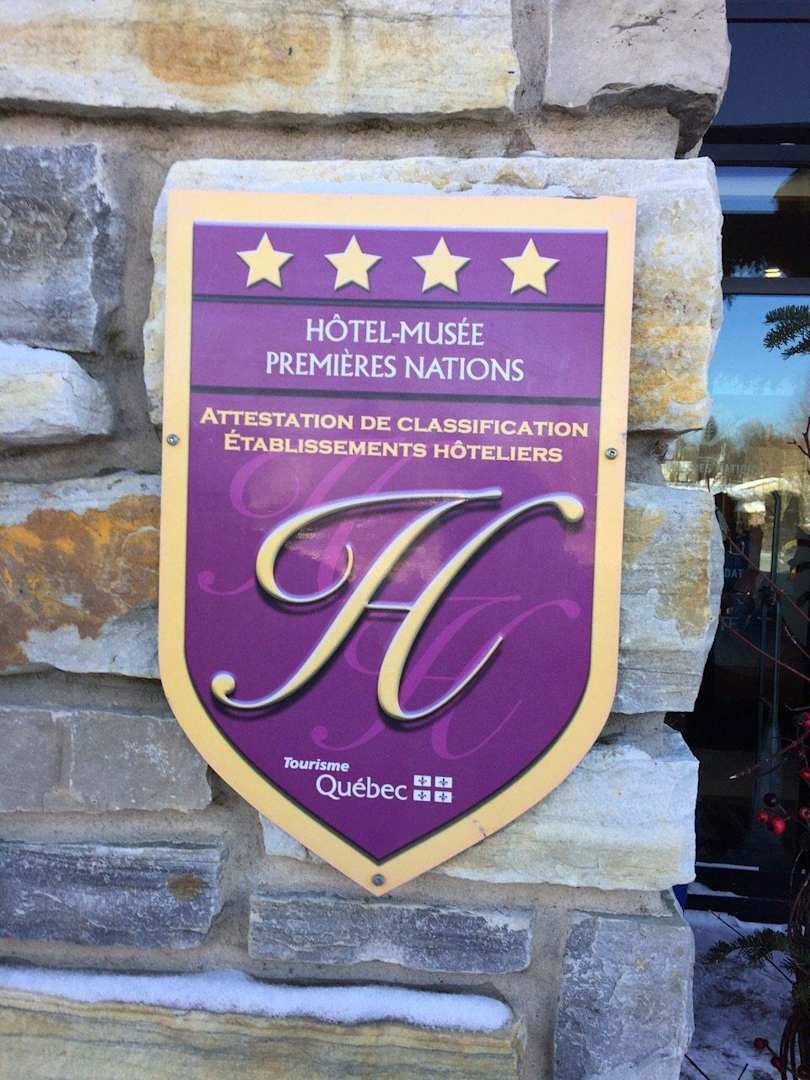 HÔTEL-MUSÉE
PREMIÈRES NATIONS
ATTESTATION DE CLASSIFICATION
ÉTABLISSEMENTS HÔTELIERS
H
Tourisme
Québec